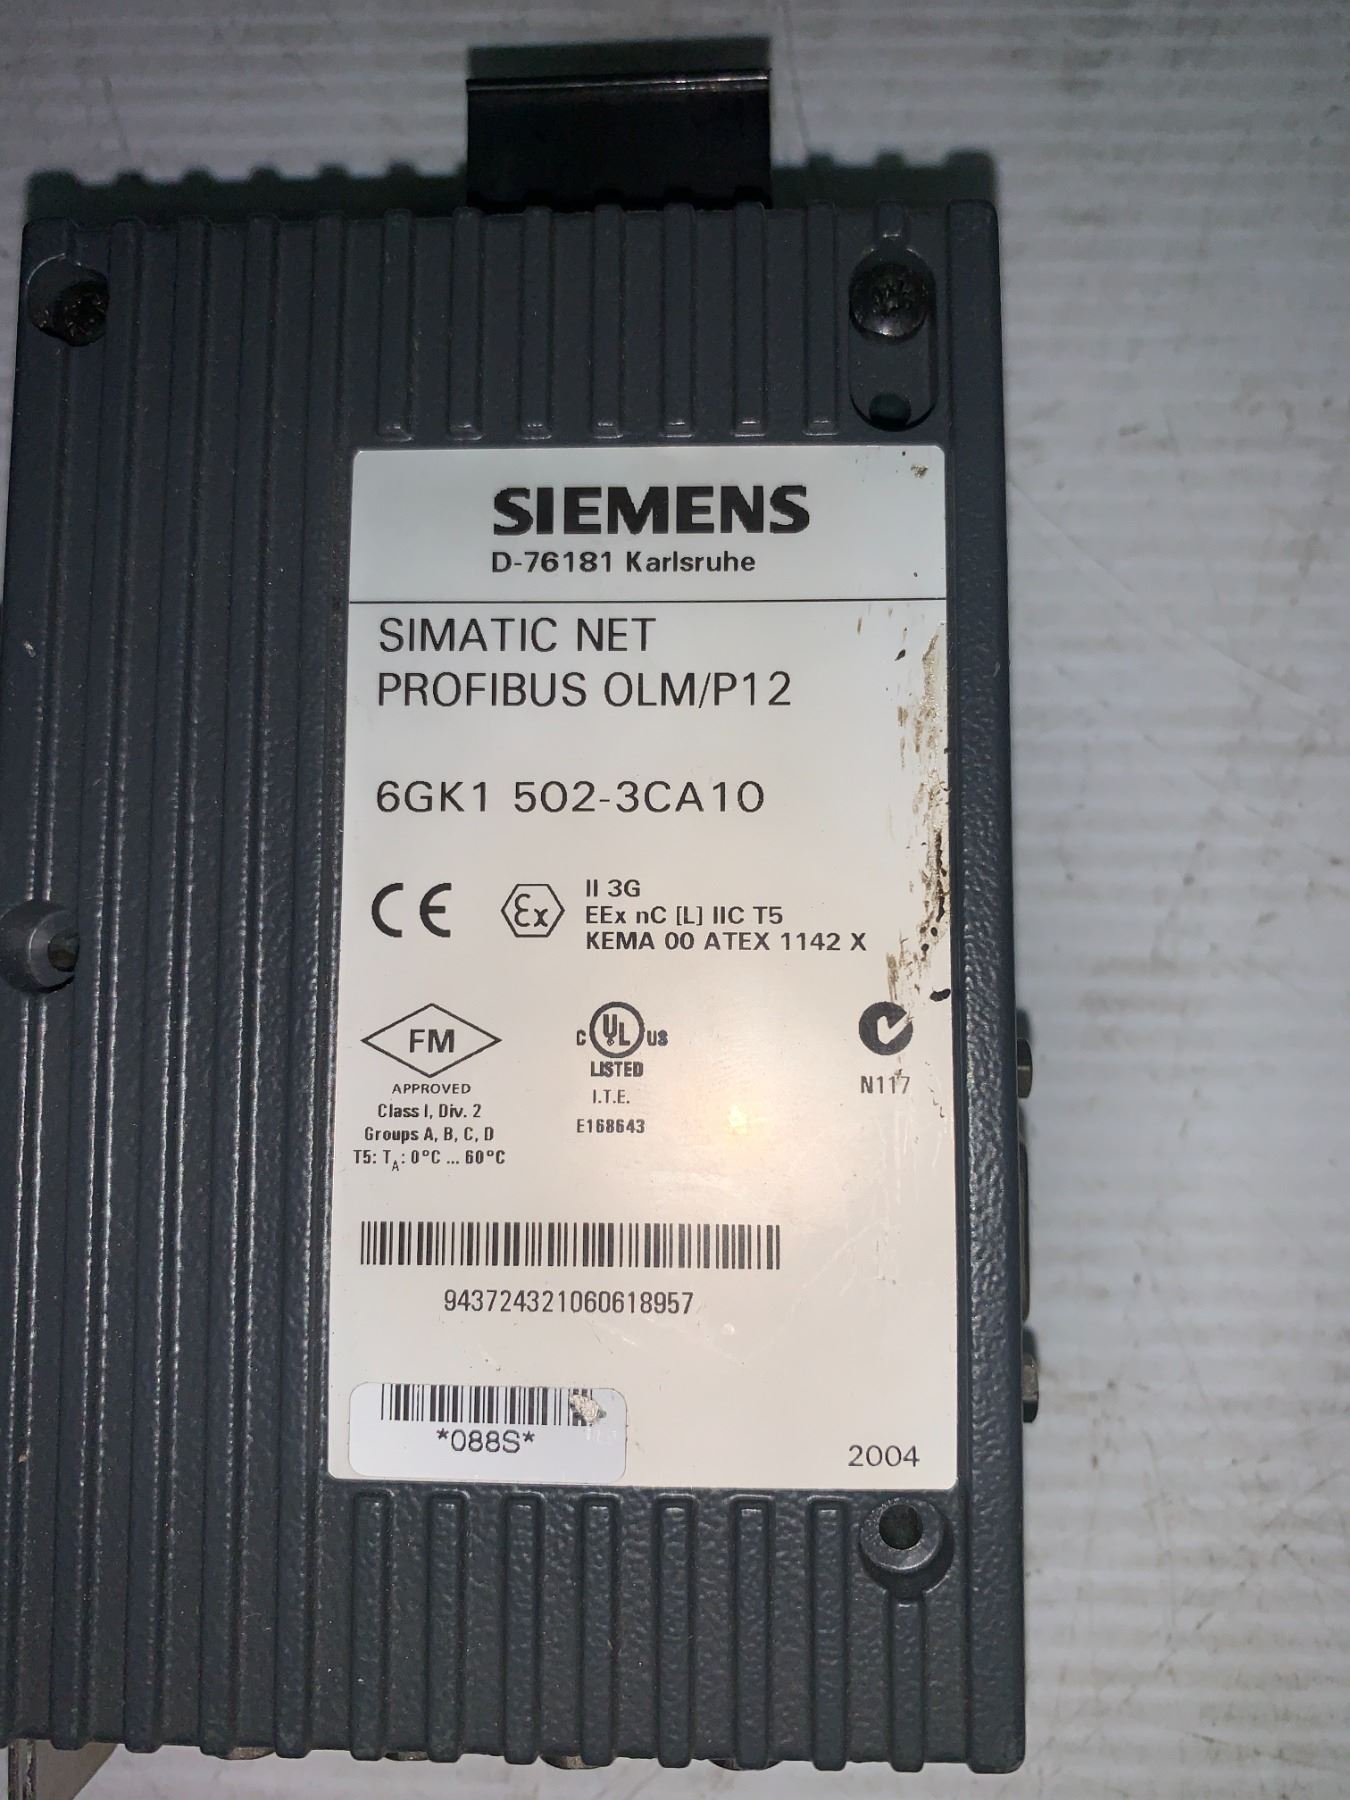 SIEMENS
D-76181 Karlsruhe
SIMATIC NET
PROFIBUS OLM/P12
6GK1 502-3CA10
CE Ex II 3G
EEx nC [L] IIC T5
KEMA 00 ATEX 1142 X
FM
APPROVED
Class I, Div. 2
Groups A, B, C, D
T5: TA: 0°C ... 60°C
C UL US
LISTED
I.T.E.
E168643
N117
943724321060618957
*088S*
2004